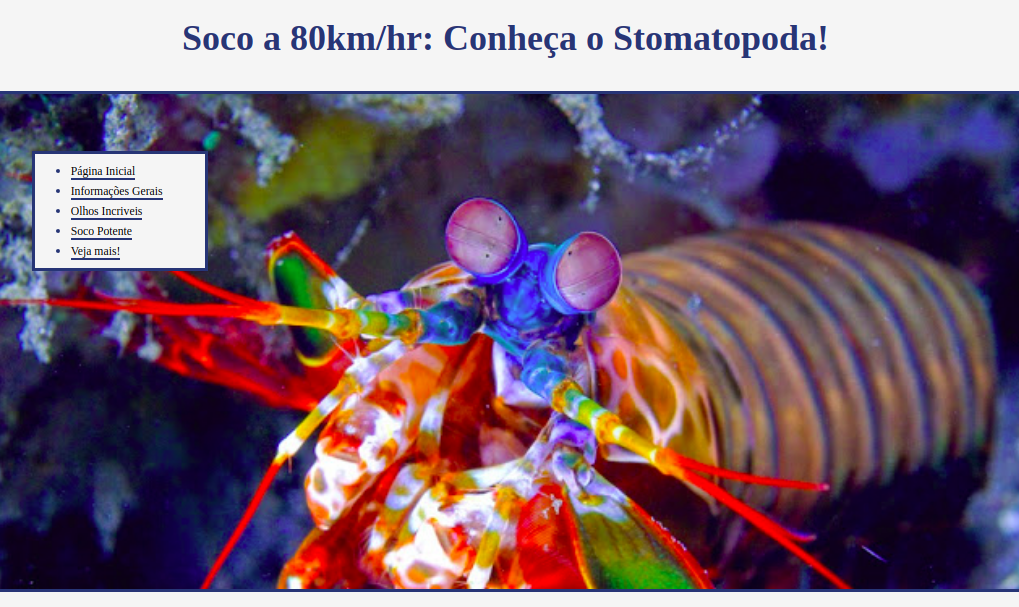 Soco a 80km/hr: Conheça o Stomatopoda!
Página Inicial
Informações Gerais
Olhos Incriveis
Soco Potente
Veja mais!